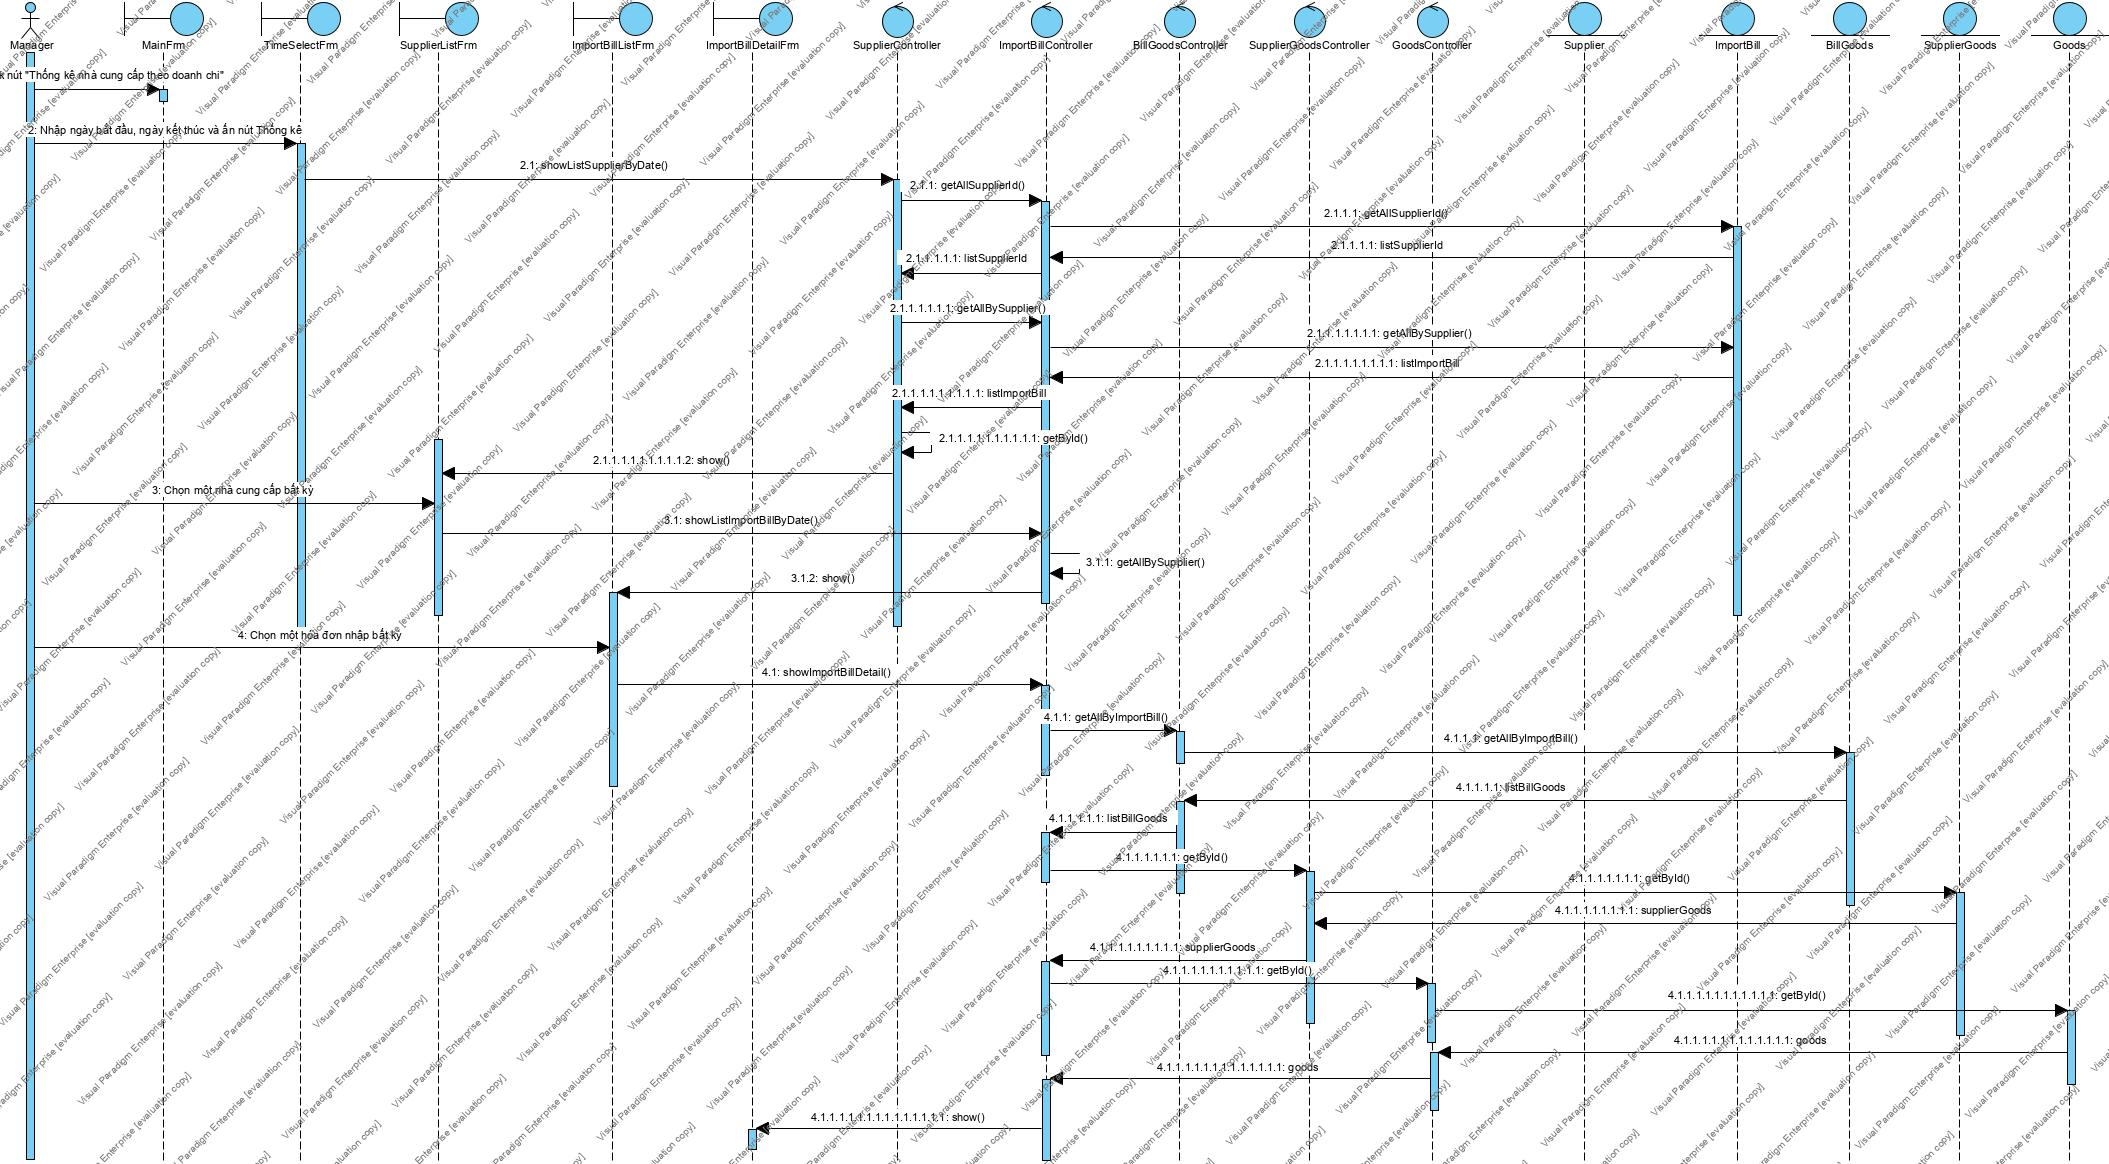 Manager
MainFrm
TimeSelectFrm
SupplierListFrm
ImportBillListFrm
ImportBillDetailFrm
SupplierController
ImportBillController
BillGoodsController
SupplierGoodsController
GoodsController
Supplier
ImportBill
BillGoods
SupplierGoods
Goods
k nút "Thống kê nhà cung cấp theo doanh chi"
2: Nhập ngày bắt đầu, ngày kết thúc và ấn nút Thống kê
2.1: showListSupplierByDate()
2.1.1: getAllSupplierId()
2.1.1.1: getAllSupplierId()
2.1.1.1.1: listSupplierId
2.1.1.1.1.1: listSupplierId
2.1.1.1.1.1.1: getAllBySupplier()
2.1.1.1.1.1.1.1: getAllBySupplier()
2.1.1.1.1.1.1.1.1: listImportBill
2.1.1.1.1.1.1.1.1.1: listImportBill
2.1.1.1.1.1.1.1.1.1.1: getById()
2.1.1.1.1.1.1.1.1.1.2: show()
3: Chọn một nhà cung cấp bất kỳ
3.1: showListImportBillByDate()
3.1.1: getAllBySupplier()
3.1.2: show()
4: Chọn một hóa đơn nhập bất kỳ
4.1: showImportBillDetail()
4.1.1: getAllByImportBill()
4.1.1.1: getAllByImportBill()
4.1.1.1.1: listBillGoods
4.1.1.1.1.1: listBillGoods
4.1.1.1.1.1.1: getById()
4.1.1.1.1.1.1.1: getById()
4.1.1.1.1.1.1.1.1: supplierGoods
4.1.1.1.1.1.1.1.1.1: supplierGoods
4.1.1.1.1.1.1.1.1.1.1: getById()
4.1.1.1.1.1.1.1.1.1.1.1: getById()
4.1.1.1.1.1.1.1.1.1.1.1.1: goods
4.1.1.1.1.1.1.1.1.1.1.1.1.1: goods
4.1.1.1.1.1.1.1.1.1.1.1.1.1.1: show()
Visual Paradigm Enterprise [evaluation copy]